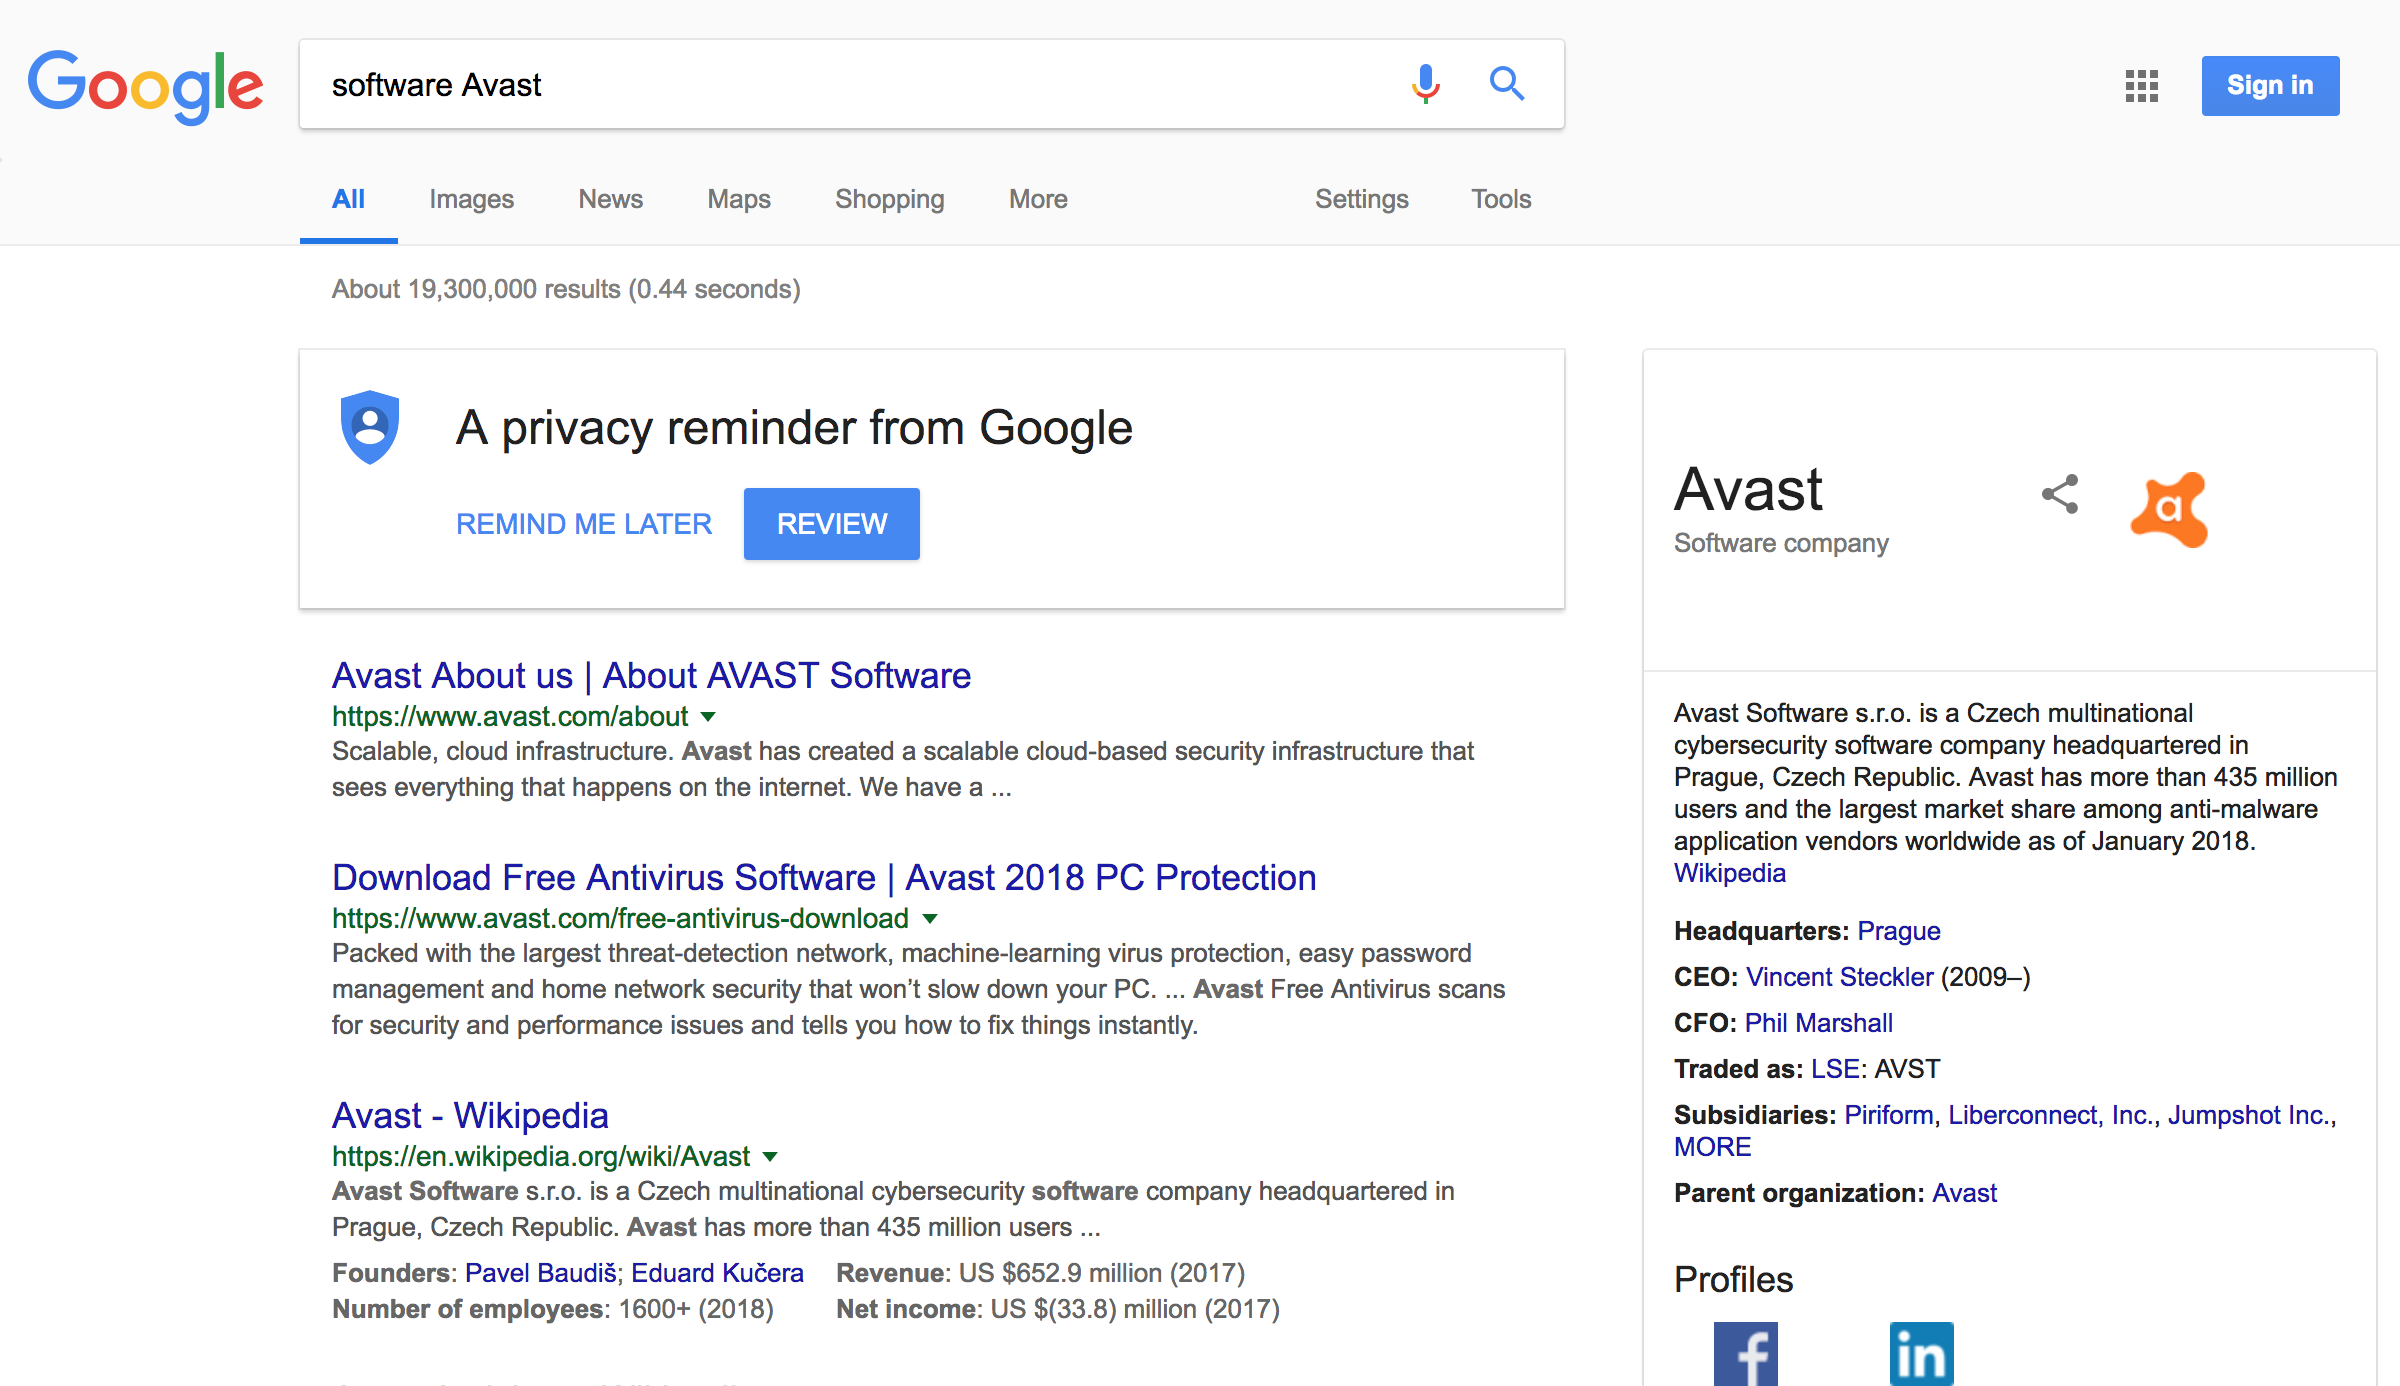 Google
software Avast
Sign in
All Images News Maps Shopping More Settings Tools
About 19,300,000 results (0.44 seconds)
A privacy reminder from Google
REMIND ME LATER REVIEW
Avast About us | About AVAST Software
https://www.avast.com/about
Scalable, cloud infrastructure. Avast has created a scalable cloud-based security infrastructure that
sees everything that happens on the internet. We have a ...
Download Free Antivirus Software | Avast 2018 PC Protection
https://www.avast.com/free-antivirus-download
Packed with the largest threat-detection network, machine-learning virus protection, easy password
management and home network security that won’t slow down your PC. ... Avast Free Antivirus scans
for security and performance issues and tells you how to fix things instantly.
Avast - Wikipedia
https://en.wikipedia.org/wiki/Avast
Avast Software s.r.o. is a Czech multinational cybersecurity software company headquartered in
Prague, Czech Republic. Avast has more than 435 million users ...
Founders: Pavel Baudiš; Eduard Kučera Revenue: US $652.9 million (2017)
Number of employees: 1600+ (2018) Net income: US $(33.8) million (2017)
Avast
a
Software company
Avast Software s.r.o. is a Czech multinational
cybersecurity software company headquartered in
Prague, Czech Republic. Avast has more than 435 million
users and the largest market share among anti-malware
application vendors worldwide as of January 2018.
Wikipedia
Headquarters: Prague
CEO: Vincent Steckler (2009–)
CFO: Phil Marshall
Traded as: LSE: AVST
Subsidiaries: Piriform, Liberconnect, Inc., Jumpshot Inc.,
MORE
Parent organization: Avast
Profiles
f in